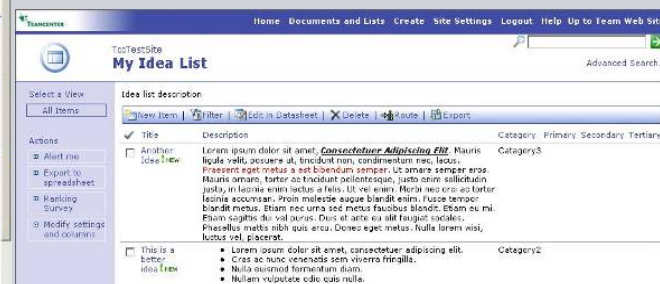 TEAMCENTER
Home Documents and Lists Create Site Settings Logout Help Up to Team Web Sit
TccTestSite
My Idea List
Advanced Search
Select a View
All Items
Actions
Alert me
Export to spreadsheet
Ranking Survey
Modify settings and columns
Idea list description
New Item | Filter | Edit in Datasheet | Delete | Route | Export
Title Description Catagory Primary Secondary Tertiary
Another Idea ! NEW
Lorem ipsum dolor sit amet, Consectetuer Adipiscing Elit. Mauris
ligula velit, posuere ut, tincidunt non, condimentum nec, lacus.
Praesent eget metus a est bibendum semper. Ut ornare semper eros.
Mauris ornare, tortor ac tincidunt pellentesque, justo enim sollicitudin
justo, in lacinia enim lectus a felis. Ut vel enim. Morbi nec orci ac tortor
lacinia accumsan. Proin molestie augue blandit enim. Fusce tempor
blandit metus. Etiam nec urna sed metus faucibus blandit. Etiam eu mi.
Etiam sagittis dui vel purus. Duis et ante eu elit feugiat sodales.
Phasellus mattis nibh quis arcu. Donec eget metus. Nulla lorem wisi,
luctus vel, placerat.
Catagory3
This is a better idea ! NEW
Lorem ipsum dolor sit amet, consectetuer adipiscing elit.
Cras ac nunc venenatis sem viverra fringilla.
Nulla euismod fermentum diam.
Nullam vulputate odio quis nulla.
Catagory2